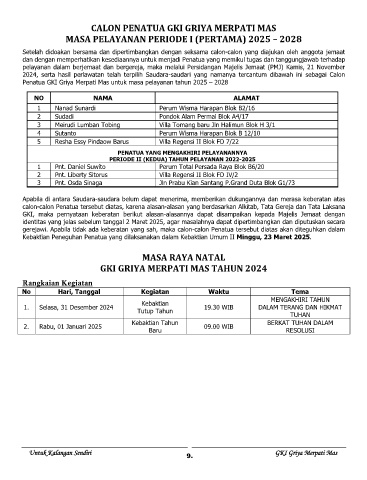 CALON PENATUA GKI GRIYA MERPATI MAS
MASA PELAYANAN PERIODE I (PERTAMA) 2025 – 2028
Setelah didoakan bersama dan dipertimbangkan dengan seksama calon-calon yang diajukan oleh anggota jemaat
dan dengan memperhatikan kesediaannya untuk menjadi Penatua yang memikul tugas dan tanggungjawab terhadap
pelayanan dalam berjemaat dan bergereja, maka melalui Persidangan Majelis Jemaat (PMJ) Kamis, 21 November
2024, serta hasil perlawatan telah terpilih Saudara-saudari yang namanya tercantum dibawah ini sebagai Calon
Penatua GKI Griya Merpati Mas untuk masa pelayanan tahun 2025 – 2028
NO NAMA ALAMAT
1 Nanad Sunardi Perum Wisma Harapan Blok B2/16
2 Sudadi Pondok Alam Permai Blok A4/17
3 Meirudi Lumban Tobing Villa Tomang baru Jln Halimun Blok H 3/1
4 Sutanto Perum Wisma Harapan Blok B 12/10
5 Resha Essy Pindaow Barus Villa Regensi II Blok FD 7/22
PENATUA YANG MENGAKHIRI PELAYANANNYA
PERIODE II (KEDUA) TAHUN PELAYANAN 2022-2025
1 Pnt. Daniel Suwito Perum Total Persada Raya Blok B6/20
2 Pnt. Liberty Sitorus Villa Regensi II Blok FD IV/2
3 Pnt. Osda Sinaga Jln Prabu Kian Santang P.Grand Duta Blok G1/73
Apabila di antara Saudara-saudara belum dapat menerima, memberikan dukungannya dan merasa keberatan atas
calon-calon Penatua tersebut diatas, karena alasan-alasan yang berdasarkan Alkitab, Tata Gereja dan Tata Laksana
GKI, maka pernyataan keberatan berikut alasan-alasannya dapat disampaikan kepada Majelis Jemaat dengan
identitas yang jelas sebelum tanggal 2 Maret 2025, agar masalahnya dapat dipertimbangkan dan diputuskan secara
gerejawi. Apabila tidak ada keberatan yang sah, maka calon-calon Penatua tersebut diatas akan diteguhkan dalam
Kebaktian Peneguhan Penatua yang dilaksanakan dalam Kebaktian Umum II Minggu, 23 Maret 2025.
MASA RAYA NATAL
GKI GRIYA MERPATI MAS TAHUN 2024
Rangkaian Kegiatan
No Hari, Tanggal Kegiatan Waktu Tema
1. Selasa, 31 Desember 2024 Kebaktian Tutup Tahun 19.30 WIB MENGAKHIRI TAHUN DALAM TERANG DAN HIKMAT TUHAN
2. Rabu, 01 Januari 2025 Kebaktian Tahun Baru 09.00 WIB BERKAT TUHAN DALAM RESOLUSI
Untuk Kalangan Sendiri
9.
GKI Griya Merpati Mas